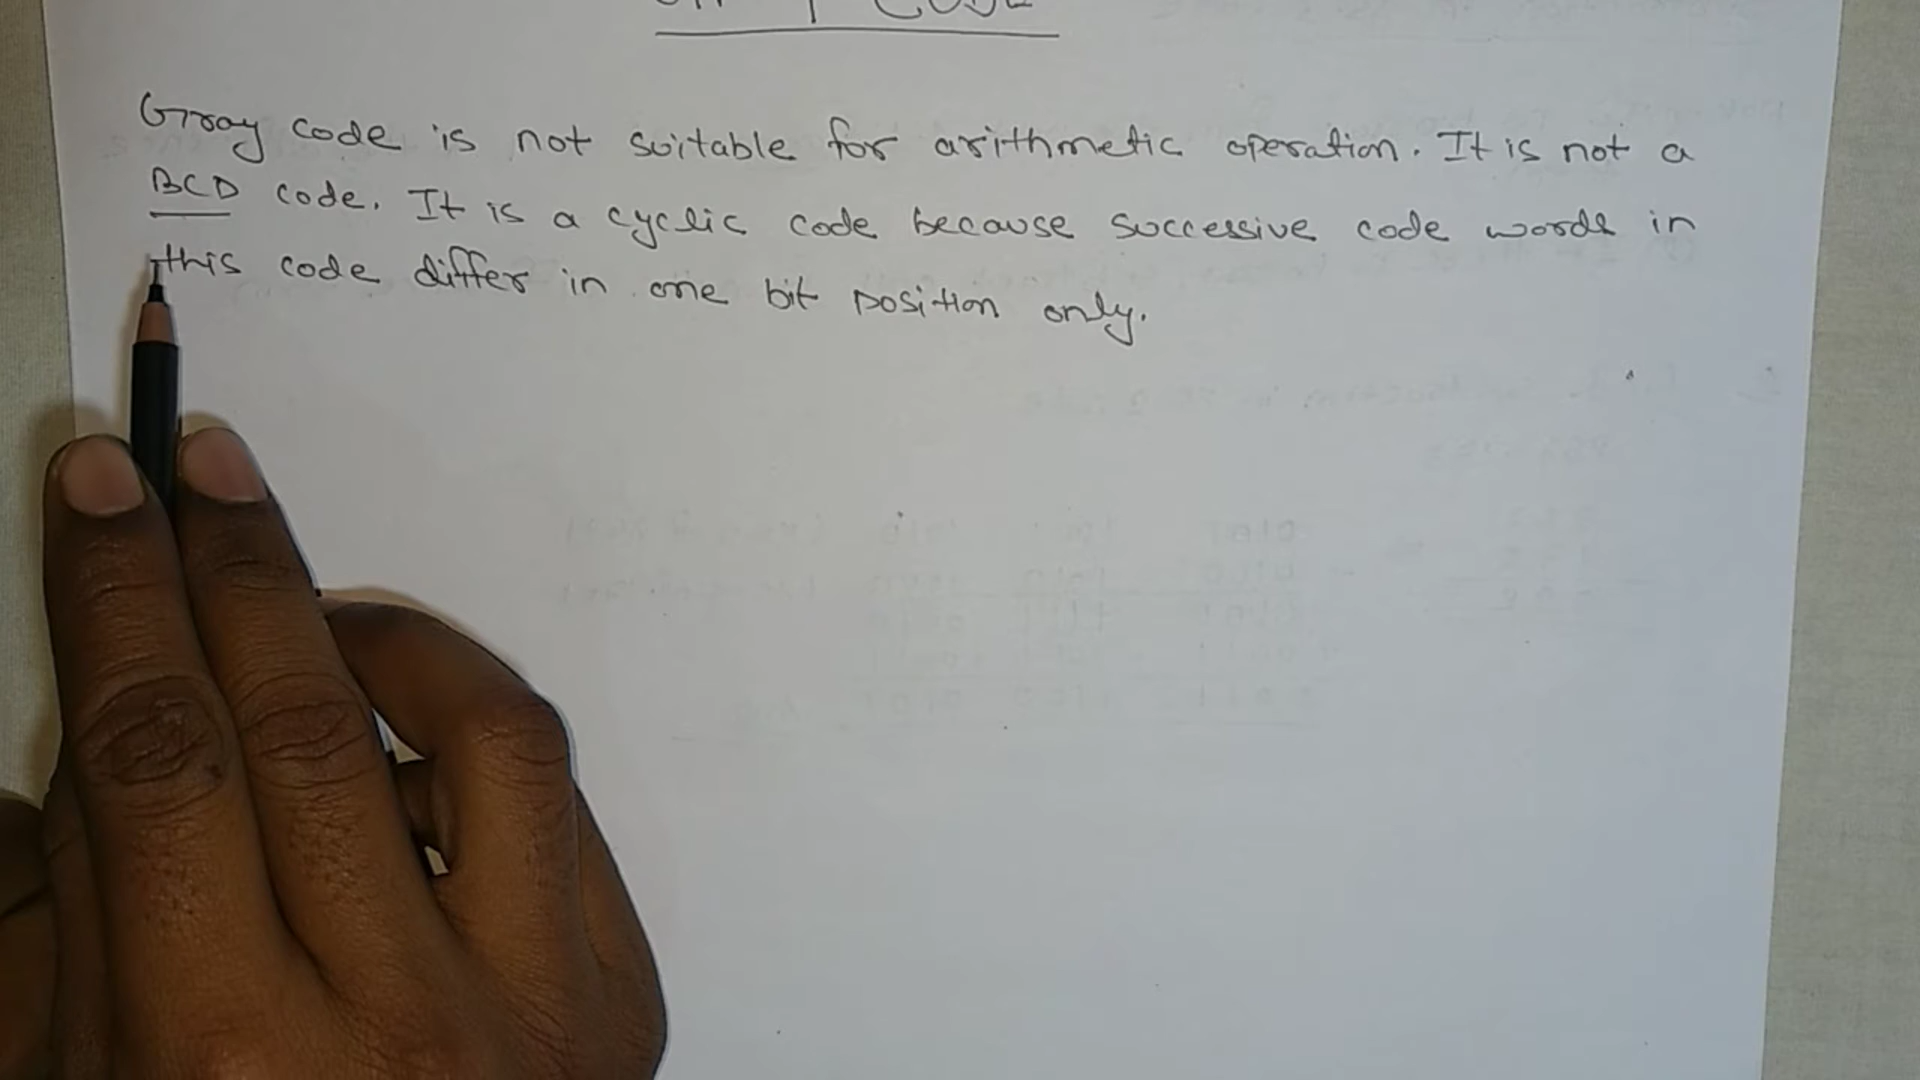 CODE
Gray code is not suitable for arithmetic operation. It is not a
BCD code. It is a cyclic code because successive code words in
this code differ in one bit position only.